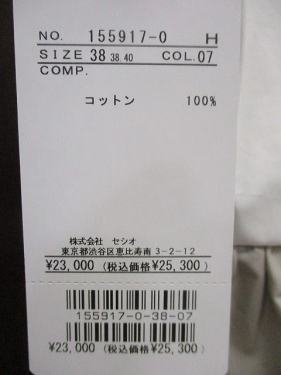 NO. 155917-0 H
SIZE 38 38.40 COL. 07
COMP.
コットン 100%
株式会社 セシオ
東京都渋谷区恵比寿南3-2-12
¥23,000 (税込価格¥25,300)
155917-0-38-07
¥23,000 (税込価格¥25,300)